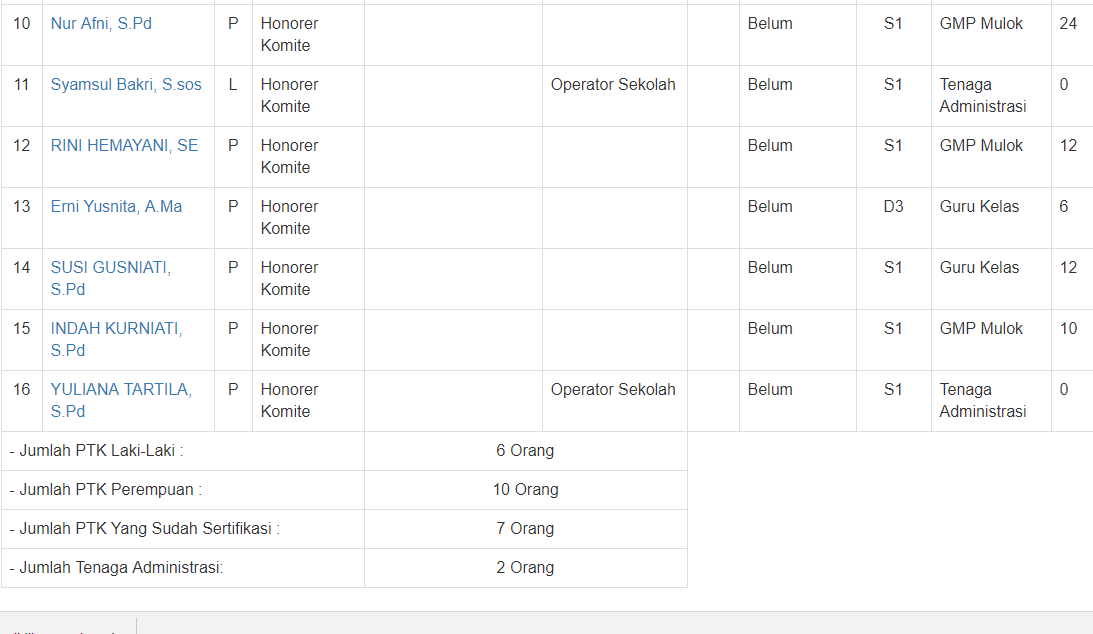 10 Nur Afni, S.Pd P Honorer Komite Belum S1 GMP Mulok 24
11 Syamsul Bakri, S.sos L Honorer Komite Operator Sekolah Belum S1 Tenaga Administrasi 0
12 RINI HEMAYANI, SE P Honorer Komite Belum S1 GMP Mulok 12
13 Erni Yusnita, A.Ma P Honorer Komite Belum D3 Guru Kelas 6
14 SUSI GUSNIATI, S.Pd P Honorer Komite Belum S1 Guru Kelas 12
15 INDAH KURNIATI, S.Pd P Honorer Komite Belum S1 GMP Mulok 10
16 YULIANA TARTILA, S.Pd P Honorer Komite Operator Sekolah Belum S1 Tenaga Administrasi 0
- Jumlah PTK Laki-Laki : 6 Orang
- Jumlah PTK Perempuan : 10 Orang
- Jumlah PTK Yang Sudah Sertifikasi : 7 Orang
- Jumlah Tenaga Administrasi: 2 Orang